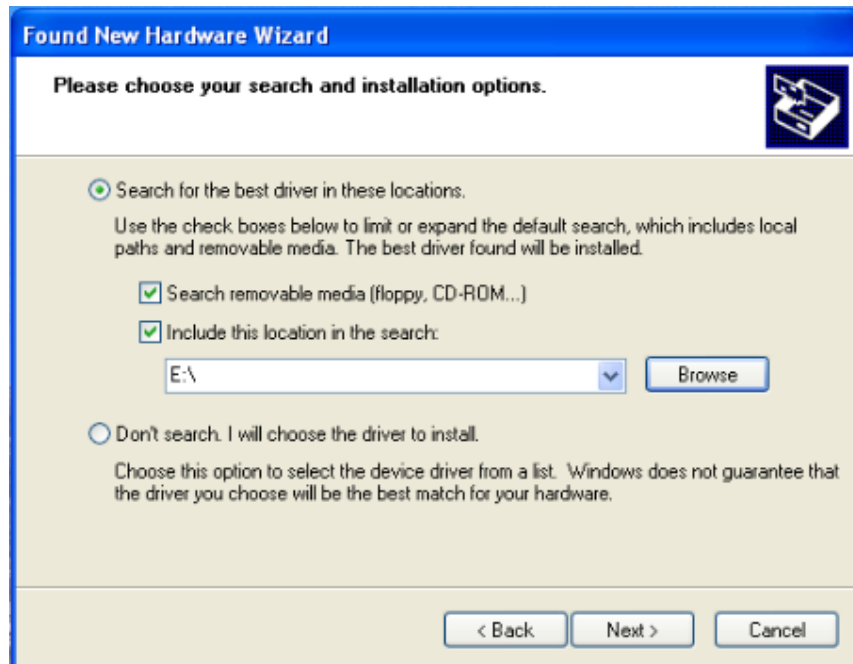 Found New Hardware Wizard
Please choose your search and installation options.
Search for the best driver in these locations.
Use the check boxes below to limit or expand the default search, which includes local
paths and removable media. The best driver found will be installed.
Search removable media (floppy, CD-ROM...)
Include this location in the search:
E:\
Browse
Don't search. I will choose the driver to install.
Choose this option to select the device driver from a list. Windows does not guarantee that
the driver you choose will be the best match for your hardware.
< Back
Next >
Cancel